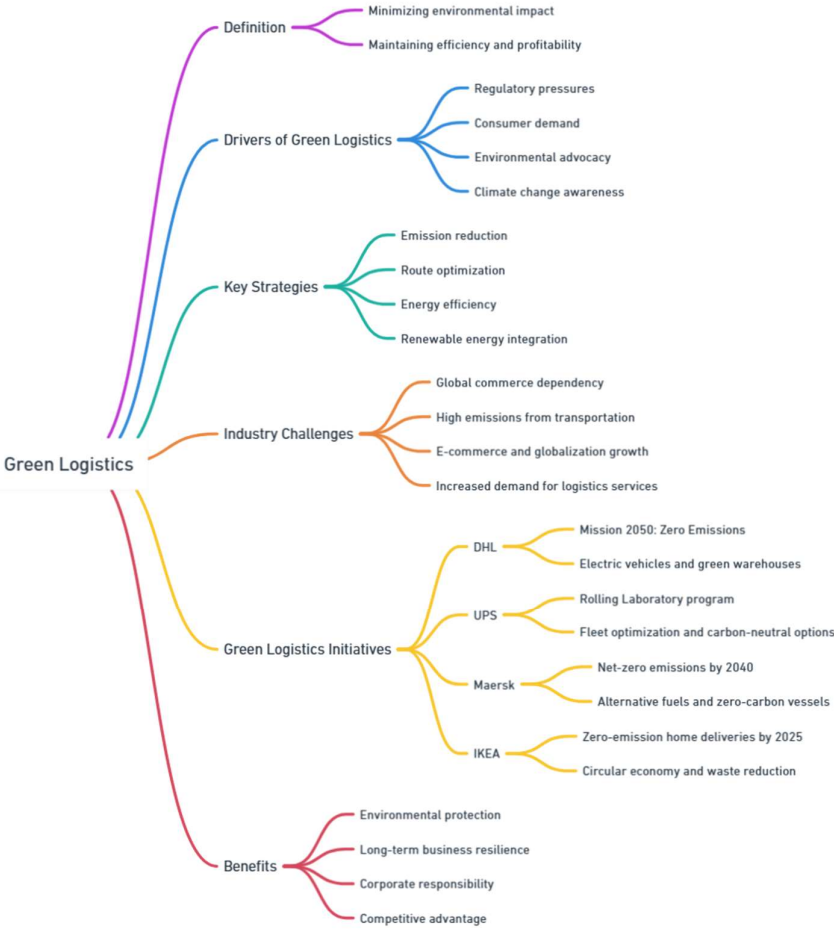 Green Logistics
Definition
Minimizing environmental impact
Maintaining efficiency and profitability
Drivers of Green Logistics
Regulatory pressures
Consumer demand
Environmental advocacy
Climate change awareness
Key Strategies
Emission reduction
Route optimization
Energy efficiency
Renewable energy integration
Industry Challenges
Global commerce dependency
High emissions from transportation
E-commerce and globalization growth
Increased demand for logistics services
Green Logistics Initiatives
DHL
Mission 2050: Zero Emissions
Electric vehicles and green warehouses
UPS
Rolling Laboratory program
Fleet optimization and carbon-neutral options
Maersk
Net-zero emissions by 2040
Alternative fuels and zero-carbon vessels
IKEA
Zero-emission home deliveries by 2025
Circular economy and waste reduction
Benefits
Environmental protection
Long-term business resilience
Corporate responsibility
Competitive advantage